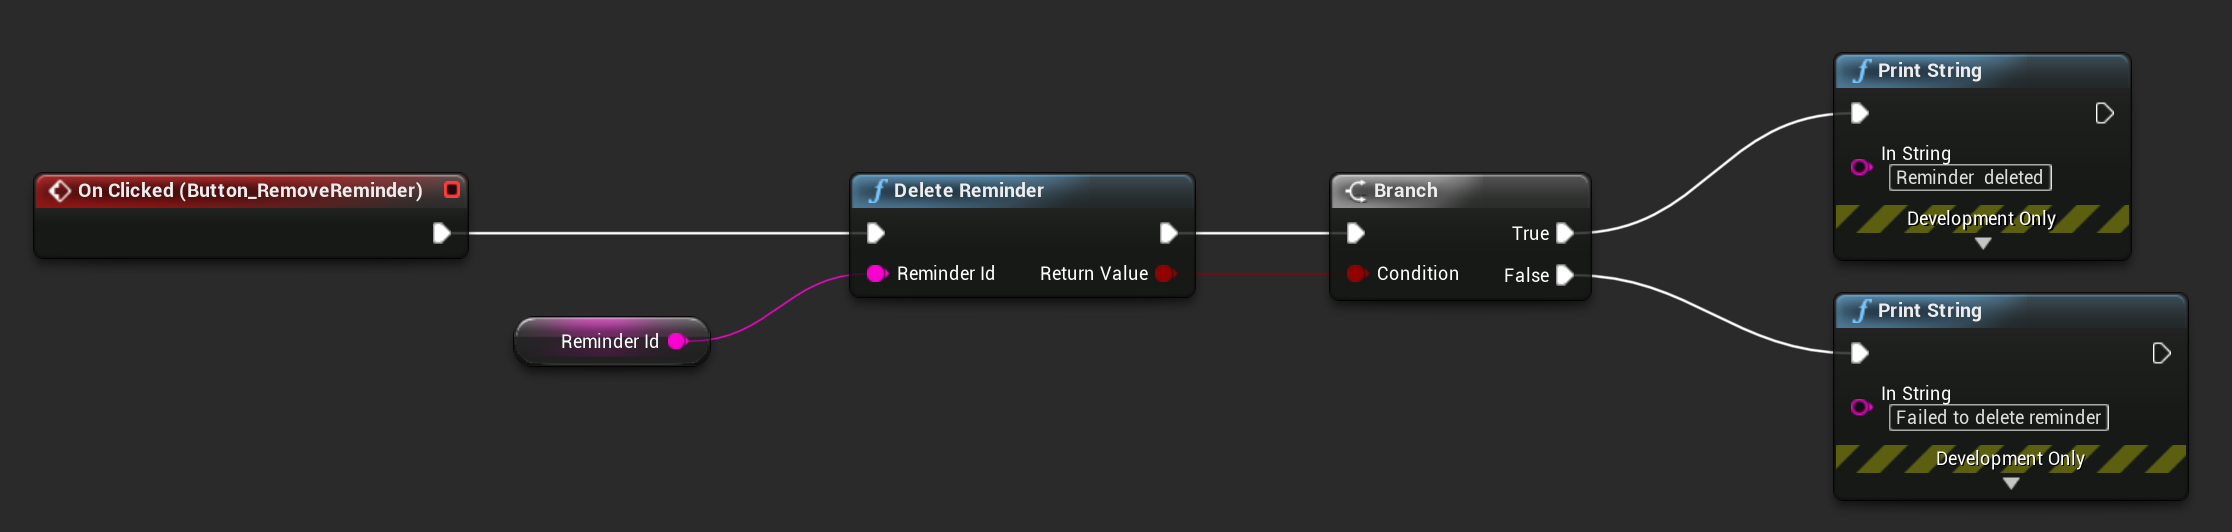 On Clicked (Button_RemoveReminder)
Reminder Id
Delete Reminder
Reminder Id
Return Value
Branch
True
Condition
False
Print String
In String
Reminder  deleted
Development Only
Print String
In String
Failed to delete reminder
Development Only